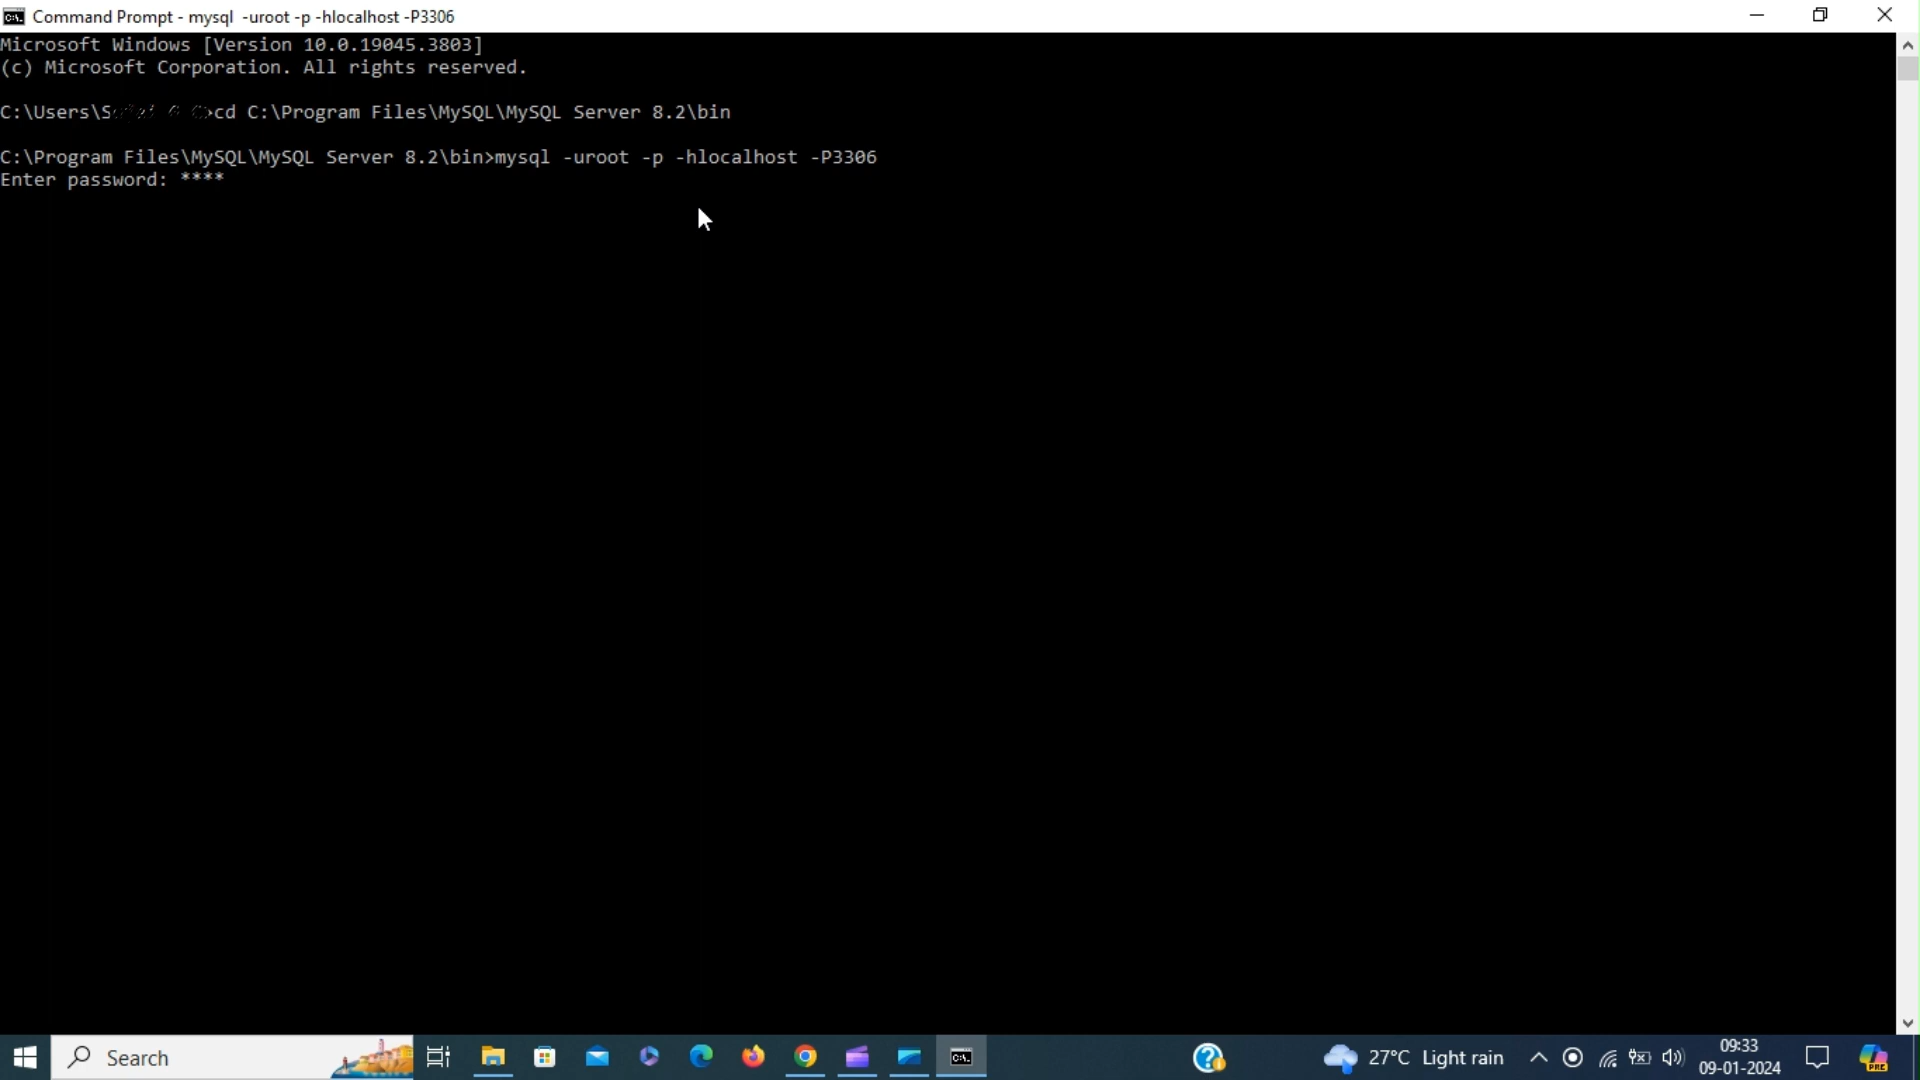 Command Prompt - mysql -uroot -p -hlocalhost -P3306
Microsoft Windows [Version 10.0.19045.3803]
(c) Microsoft Corporation. All rights reserved.
C:\Users\S >cd C:\Program Files\MySQL\MySQL Server 8.2\bin
C:\Program Files\MySQL\MySQL Server 8.2\bin>mysql -uroot -p -hlocalhost -P3306
Enter password: ****
Search
27°C Light rain
09:33
09-01-2024
PRE